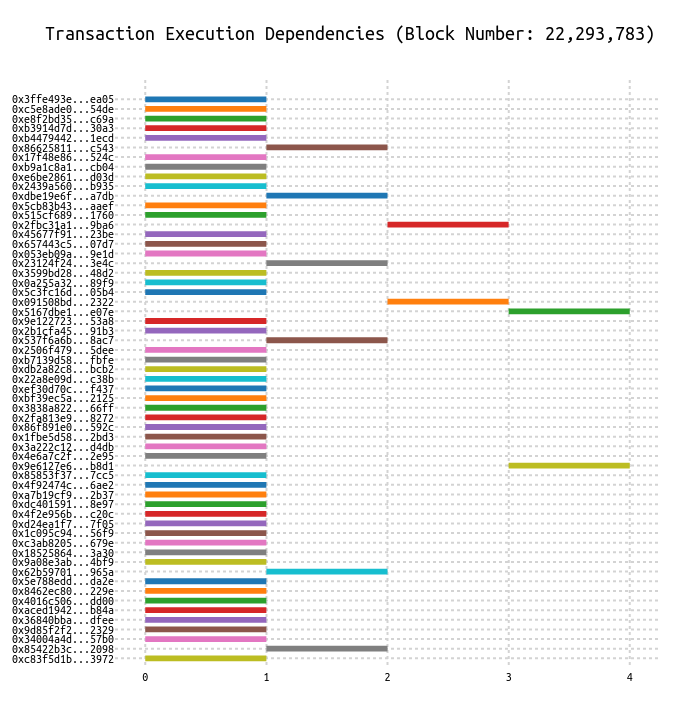 Transaction Execution Dependencies (Block Number: 22,293,783)
0x3ffe493e...ea05
0xc5e8ade0...54de
0xe8f2bd35...c69a
0xb3914d7d...30a3
0xb4479442...1ecd
0x86625811...c543
0x17f48e86...524c
0xb9a1c8a1...cb04
0xe6be2861...d03d
0x2439a560...b935
0xdbe19e6f...a7db
0x5cb83b43...aaef
0x515cf689...1760
0x2fbc31a1...9ba6
0x45677f91...23be
0x657443c5...07d7
0x053eb09a...9e1d
0x23124f24...3e4c
0x3599bd28...48d2
0x0a255a32...89f9
0x5c3fc16d...05b4
0x091508bd...2322
0x5167dbe1...e07e
0x9e122723...53a8
0x2b1cfa45...91b3
0x537f6a6b...8ac7
0x2506f479...5dee
0xb7139d58...fbfe
0xdb2a82c8...bcb2
0x22a8e09d...c38b
0xef30d70c...f437
0xbf39ec5a...2125
0x3838a822...66ff
0x2fa813e9...8272
0x86f891e0...592c
0x1fbe5d58...2bd3
0x3a222c12...d4db
0x4e6a7c2f...2e95
0x9e6127e6...b8d1
0x85853f37...7cc5
0x4f92474c...6ae2
0xa7b19cf9...2b37
0xdc401591...8e97
0x4f2e956b...c20c
0xd24ea1f7...7f05
0x1c095c94...56f9
0xc3ab8205...679e
0x18525864...3a30
0x9a08e3ab...4bf9
0x62b59701...965a
0x5e788edd...da2e
0x8462ec80...229e
0x4016c506...dd00
0xaced1942...b84a
0x36840bba...dfee
0x9d85f2f2...2329
0x34004a4d...57b0
0x85422b3c...2098
0xc83f5d1b...3972
0 1 2 3 4